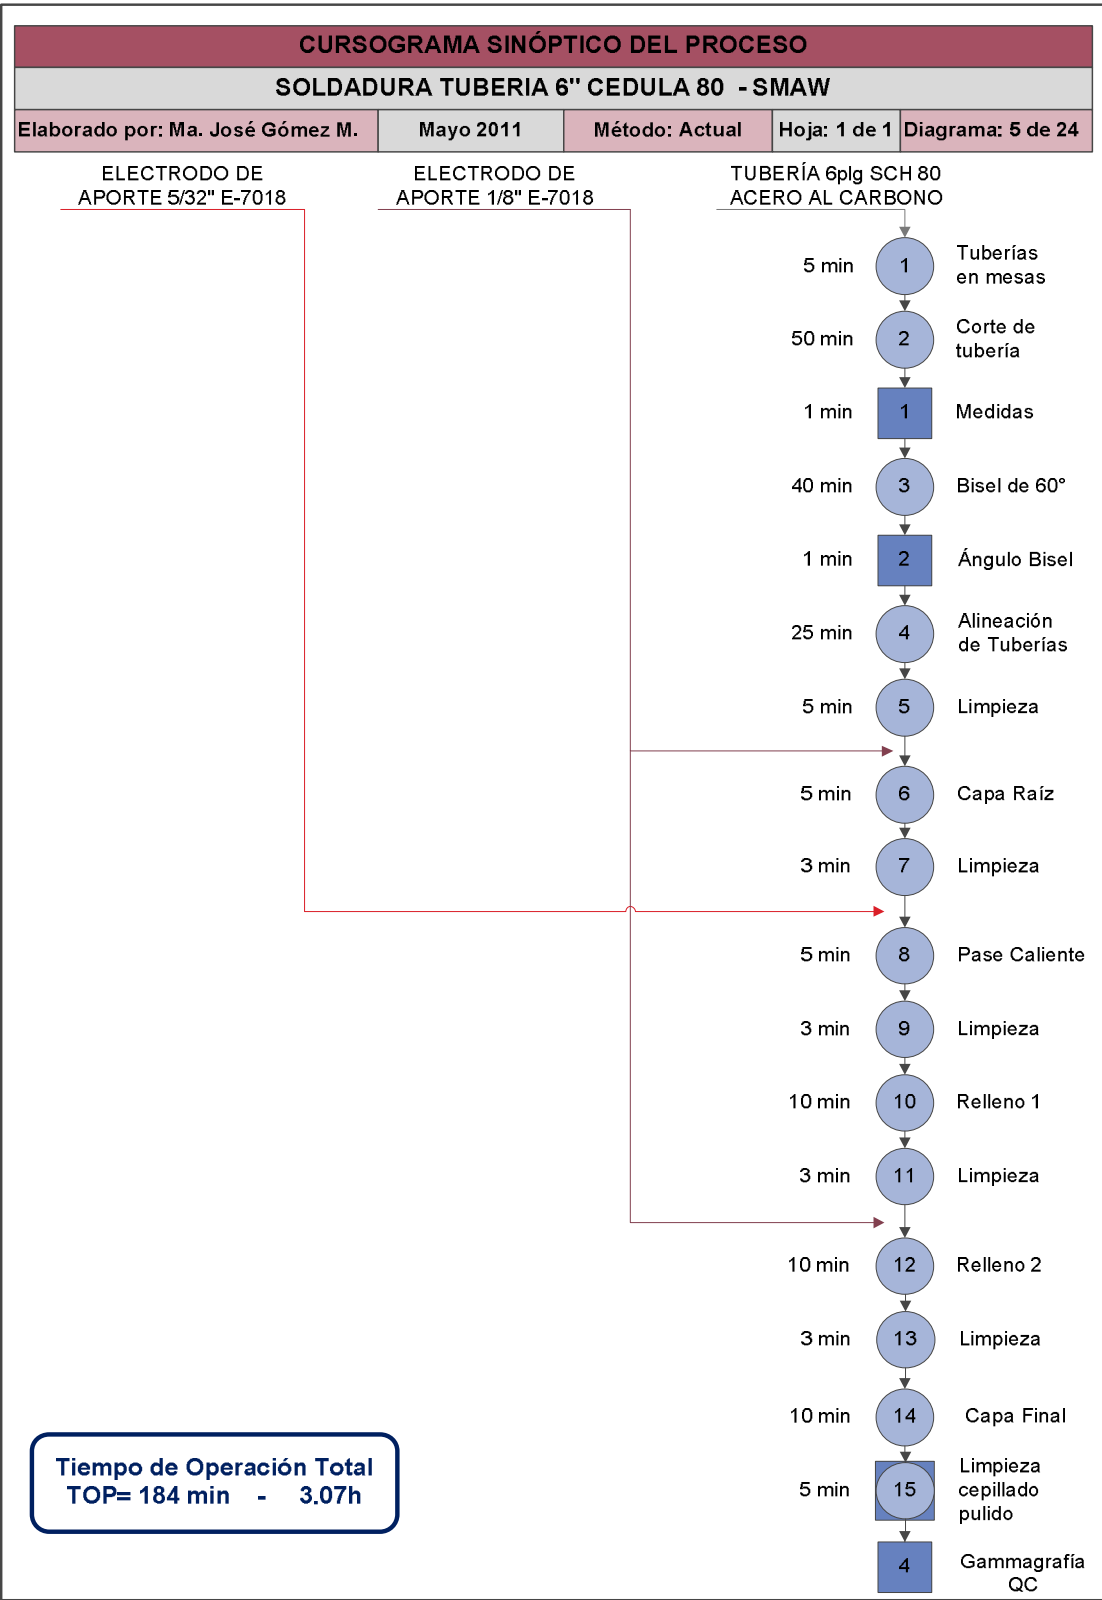 CURSOGRAMA SINÓPTICO DEL PROCESO
SOLDADURA TUBERIA 6" CEDULA 80 - SMAW
Elaborado por: Ma. José Gómez M.
Mayo 2011
Método: Actual
Hoja: 1 de 1
Diagrama: 5 de 24
ELECTRODO DE
APORTE 5/32" E-7018
ELECTRODO DE
APORTE 1/8" E-7018
TUBERÍA 6plg SCH 80
ACERO AL CARBONO
5 min
1
Tuberías
en mesas
50 min
2
Corte de
tubería
1 min
1
Medidas
40 min
3
Bisel de 60°
1 min
2
Ángulo Bisel
25 min
4
Alineación
de Tuberías
5 min
5
Limpieza
5 min
6
Capa Raíz
3 min
7
Limpieza
5 min
8
Pase Caliente
3 min
9
Limpieza
10 min
10
Relleno 1
3 min
11
Limpieza
10 min
12
Relleno 2
3 min
13
Limpieza
10 min
14
Capa Final
5 min
15
Limpieza
cepillado
pulido
4
Gammagrafía
QC
Tiempo de Operación Total
TOP= 184 min - 3.07h